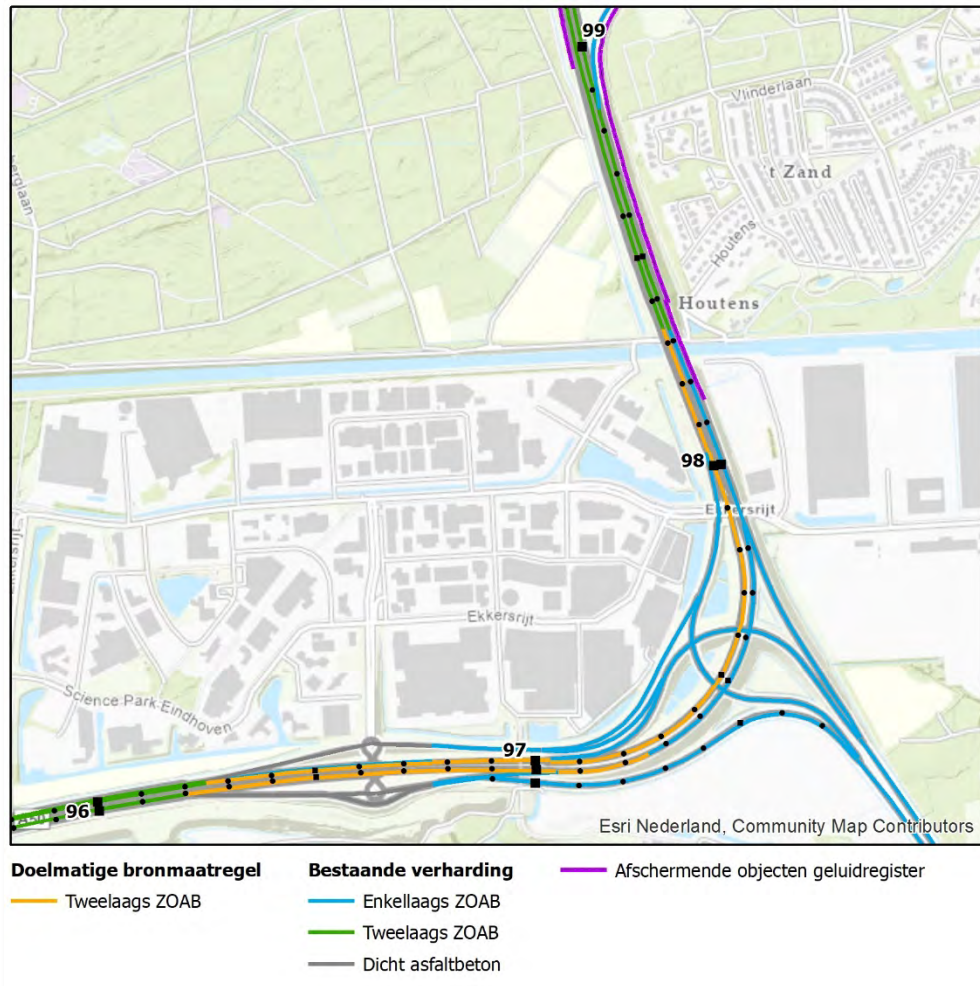 99
Vlinderlaan
't Zand
Houtens
Houtens
98
Ekkersrijt
Ekkersrijt
Science Park Eindhoven
97
96
Esri Nederland, Community Map Contributors
Doelmatige bronmaatregel
Tweelaags ZOAB
Bestaande verharding
Enkellaags ZOAB
Tweelaags ZOAB
Dicht asfaltbeton
Afschermende objecten geluidregister